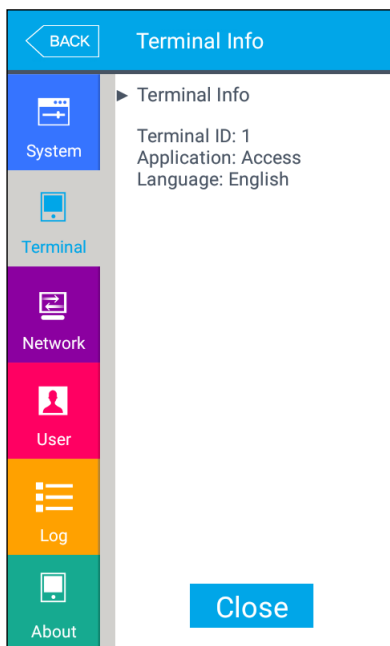 BACK
Terminal Info
System
Terminal
Network
User
Log
About
► Terminal Info
Terminal ID: 1
Application: Access
Language: English
Close